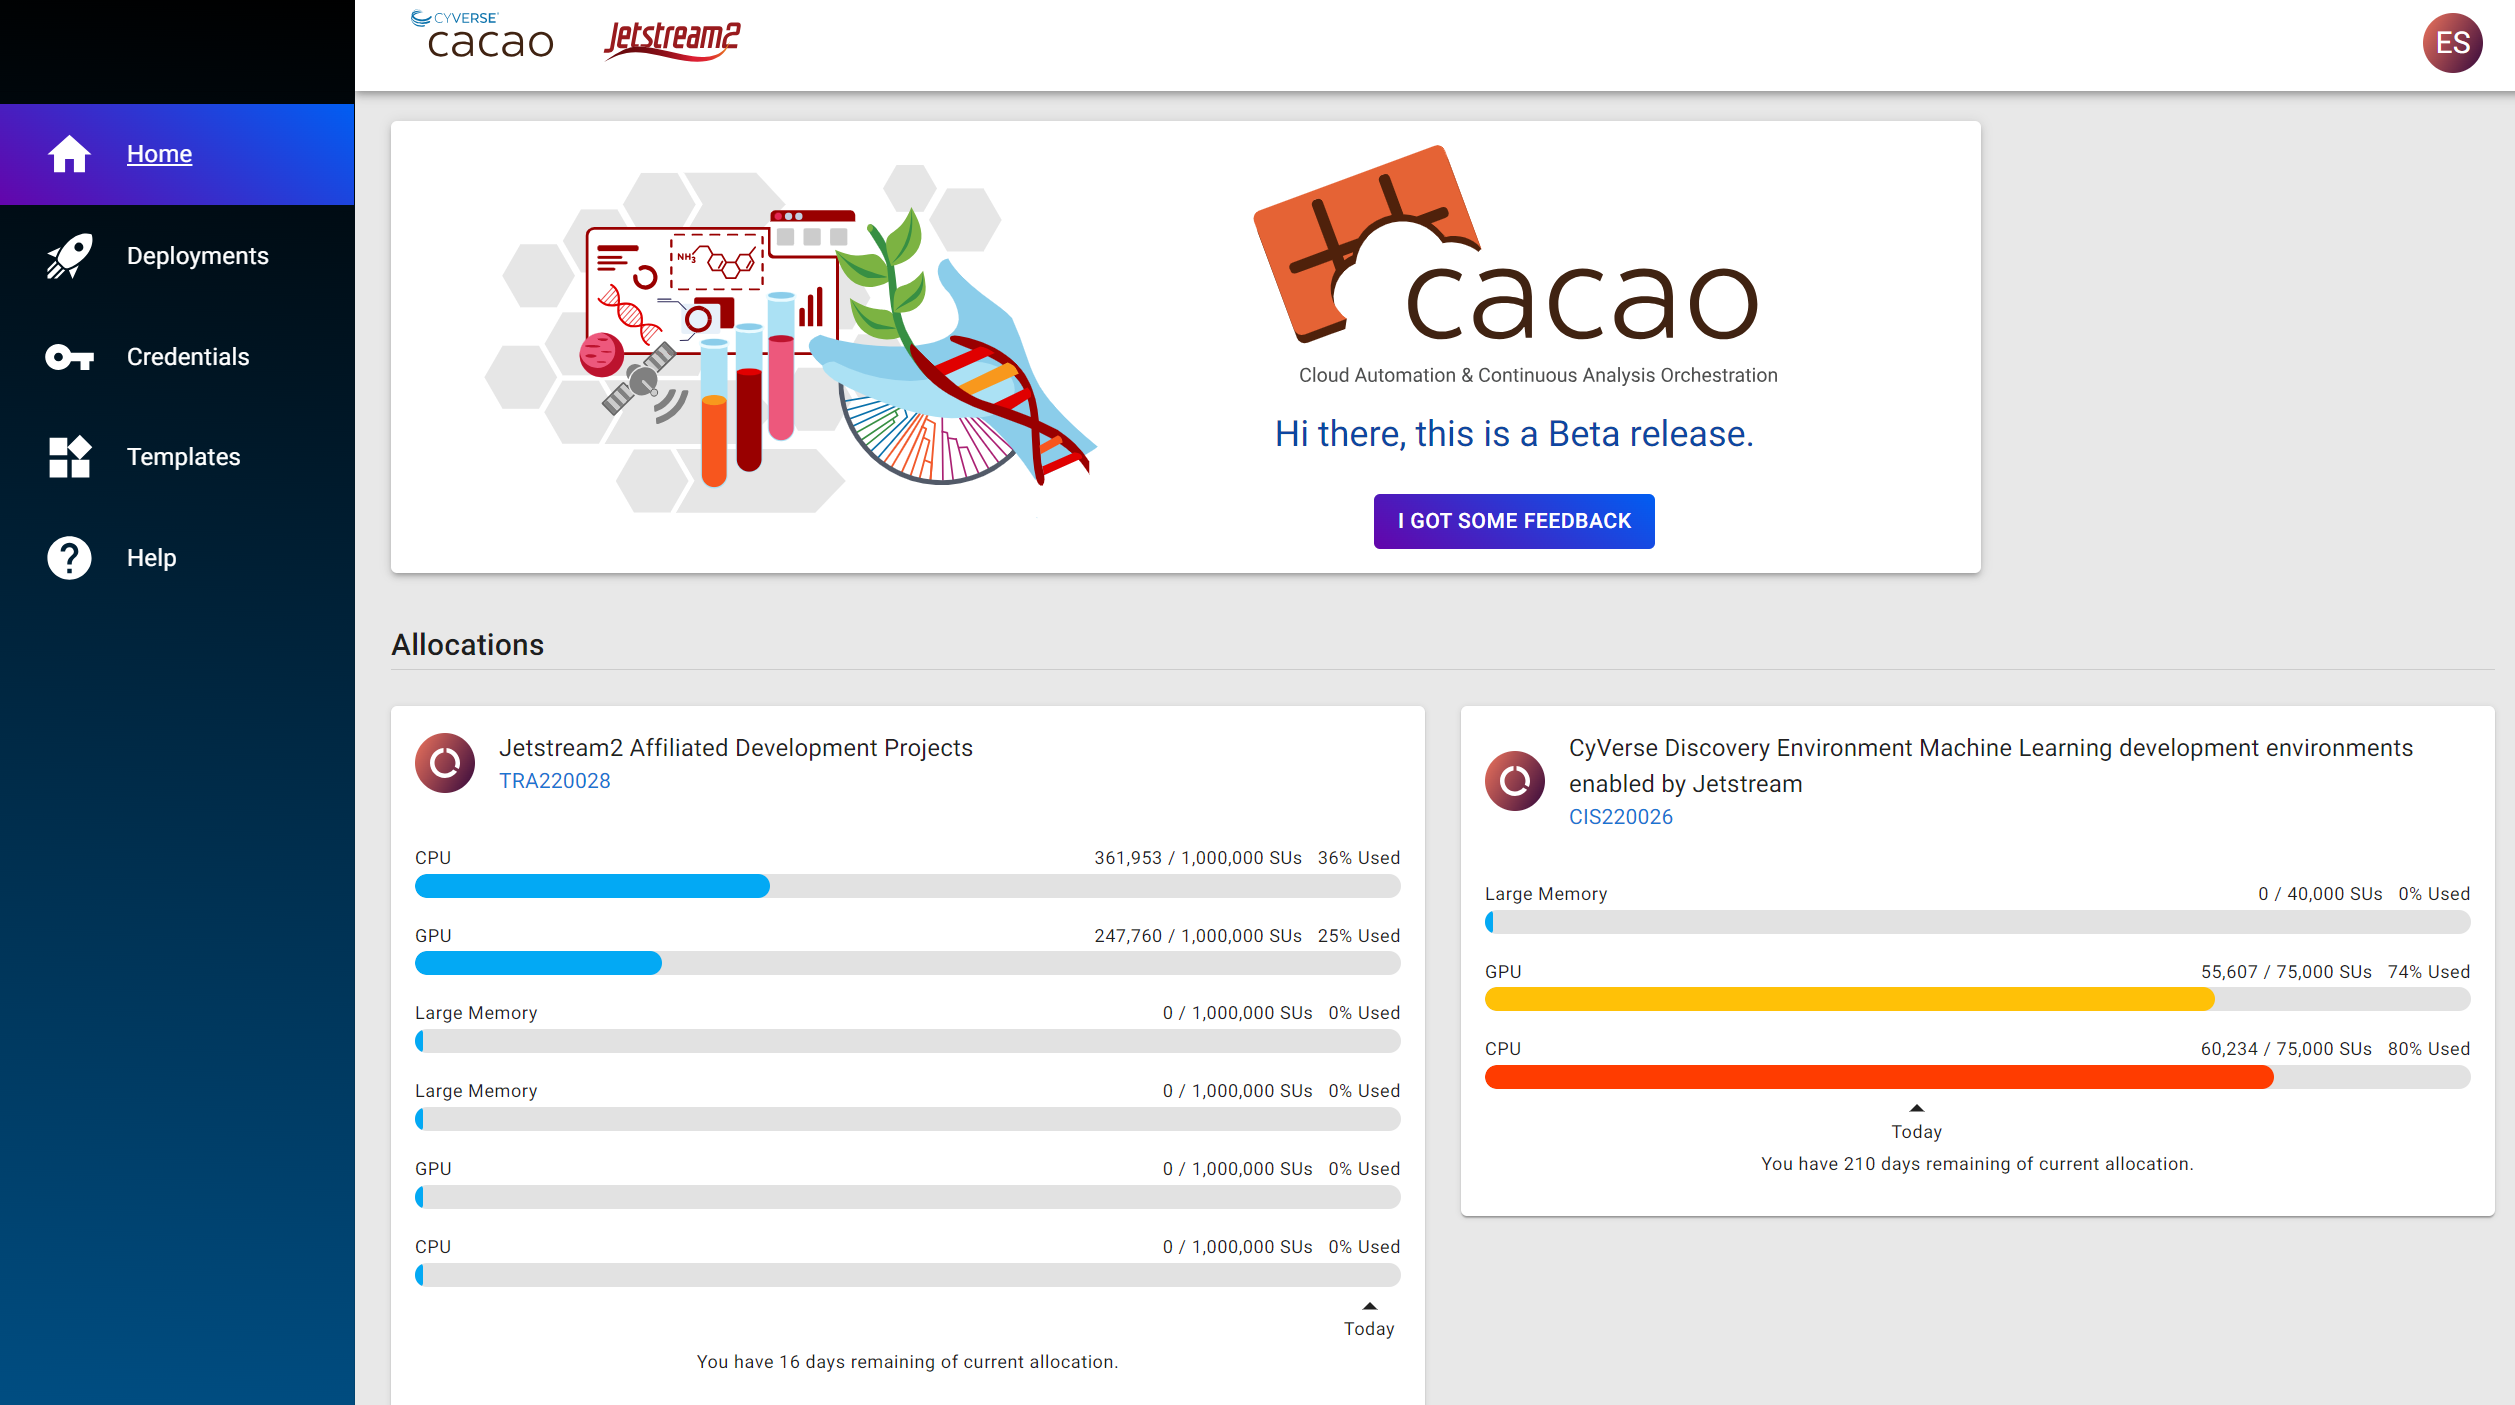 CYVERSE
cacao
Jetstream2
ES
Home
Deployments
Credentials
Templates
Help
NH3
cacao
Cloud Automation & Continuous Analysis Orchestration
Hi there, this is a Beta release.
I GOT SOME FEEDBACK
Allocations
Jetstream2 Affiliated Development Projects
TRA220028
CPU 361,953 / 1,000,000 SUs 36% Used
GPU 247,760 / 1,000,000 SUs 25% Used
Large Memory 0 / 1,000,000 SUs 0% Used
Large Memory 0 / 1,000,000 SUs 0% Used
GPU 0 / 1,000,000 SUs 0% Used
CPU 0 / 1,000,000 SUs 0% Used
Today
You have 16 days remaining of current allocation.
CyVerse Discovery Environment Machine Learning development environments
enabled by Jetstream
CIS220026
Large Memory 0 / 40,000 SUs 0% Used
GPU 55,607 / 75,000 SUs 74% Used
CPU 60,234 / 75,000 SUs 80% Used
Today
You have 210 days remaining of current allocation.